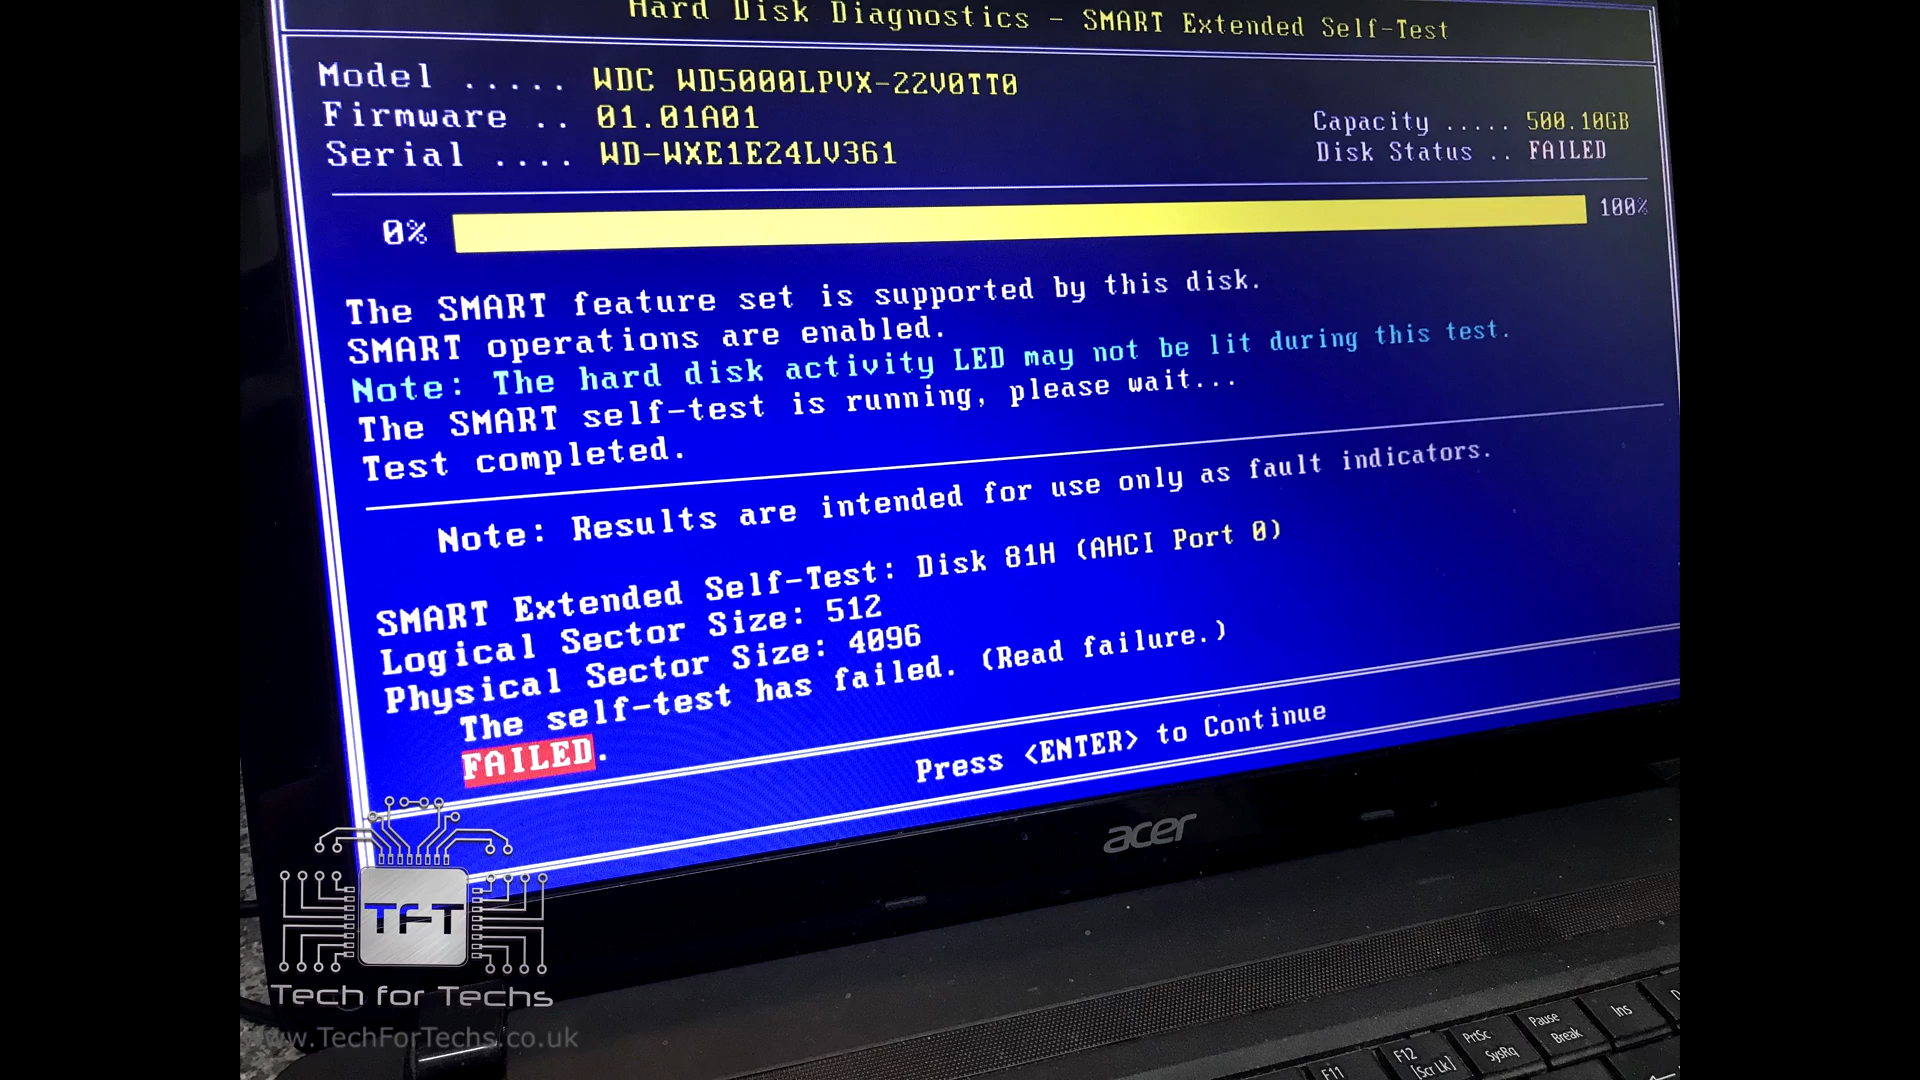 Hard Disk Diagnostics - SMART Extended Self-Test
Model ..... WDC WD5000LPVX-22V0TT0
Firmware .. 01.01A01
Capacity ..... 500.10GB
Serial .... WD-WXE1E24LV361
Disk Status .. FAILED
0% 100%
The SMART feature set is supported by this disk.
SMART operations are enabled.
Note: The hard disk activity LED may not be lit during this test.
The SMART self-test is running, please wait...
Test completed.
Note: Results are intended for use only as fault indicators.
SMART Extended Self-Test: Disk 81H (AHCI Port 0)
Logical Sector Size: 512
Physical Sector Size: 4096
The self-test has failed. (Read failure.)
FAILED.
Press <ENTER> to Continue
acer
TFT
Tech for Techs
www.TechForTechs.co.uk
F11
F12
[Scr Lk]
PrtSc
SysRq
Pause
Break
Ins